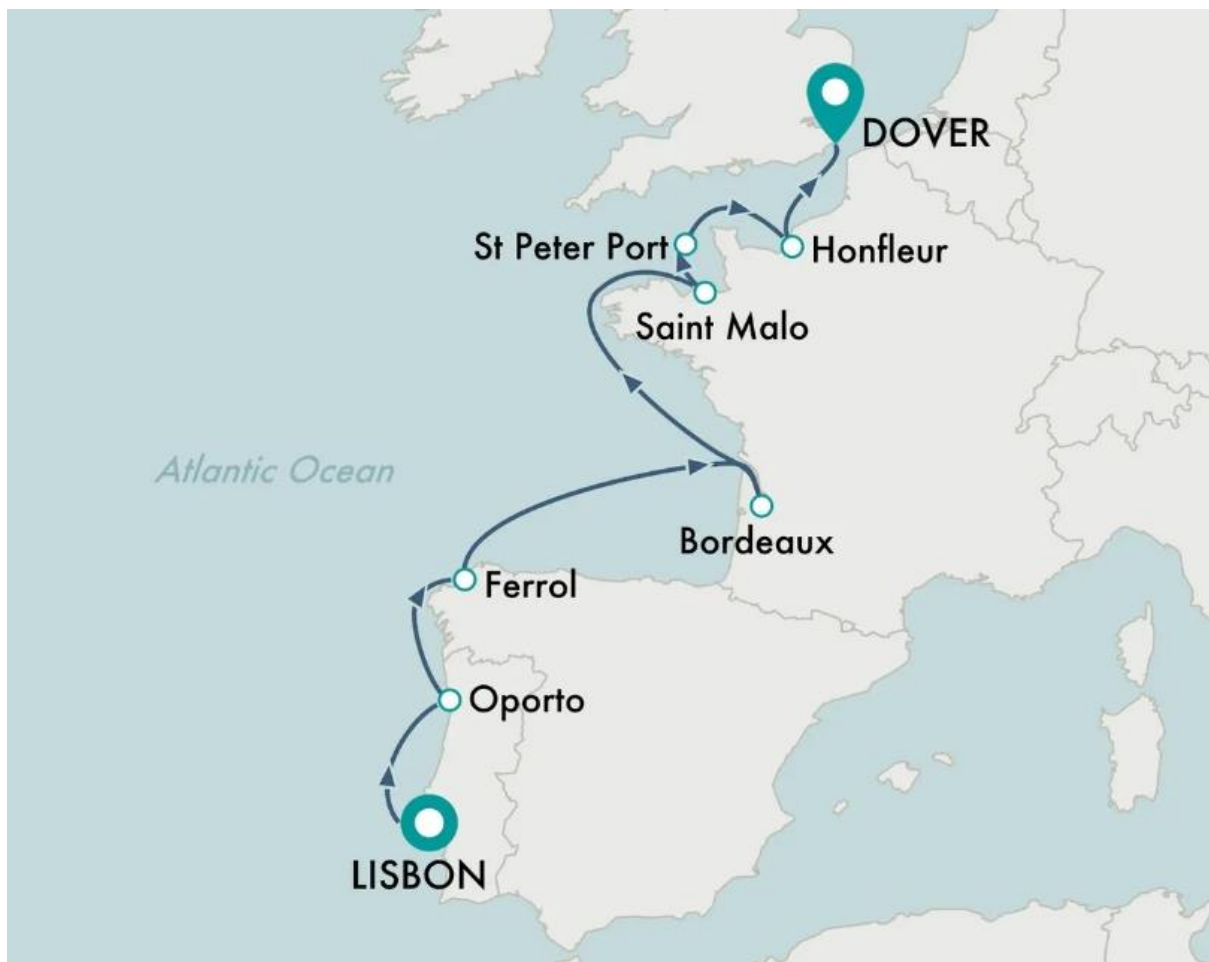 DOVER
St Peter Port
Honfleur
Saint Malo
Atlantic Ocean
Bordeaux
Ferrol
Oporto
LISBON